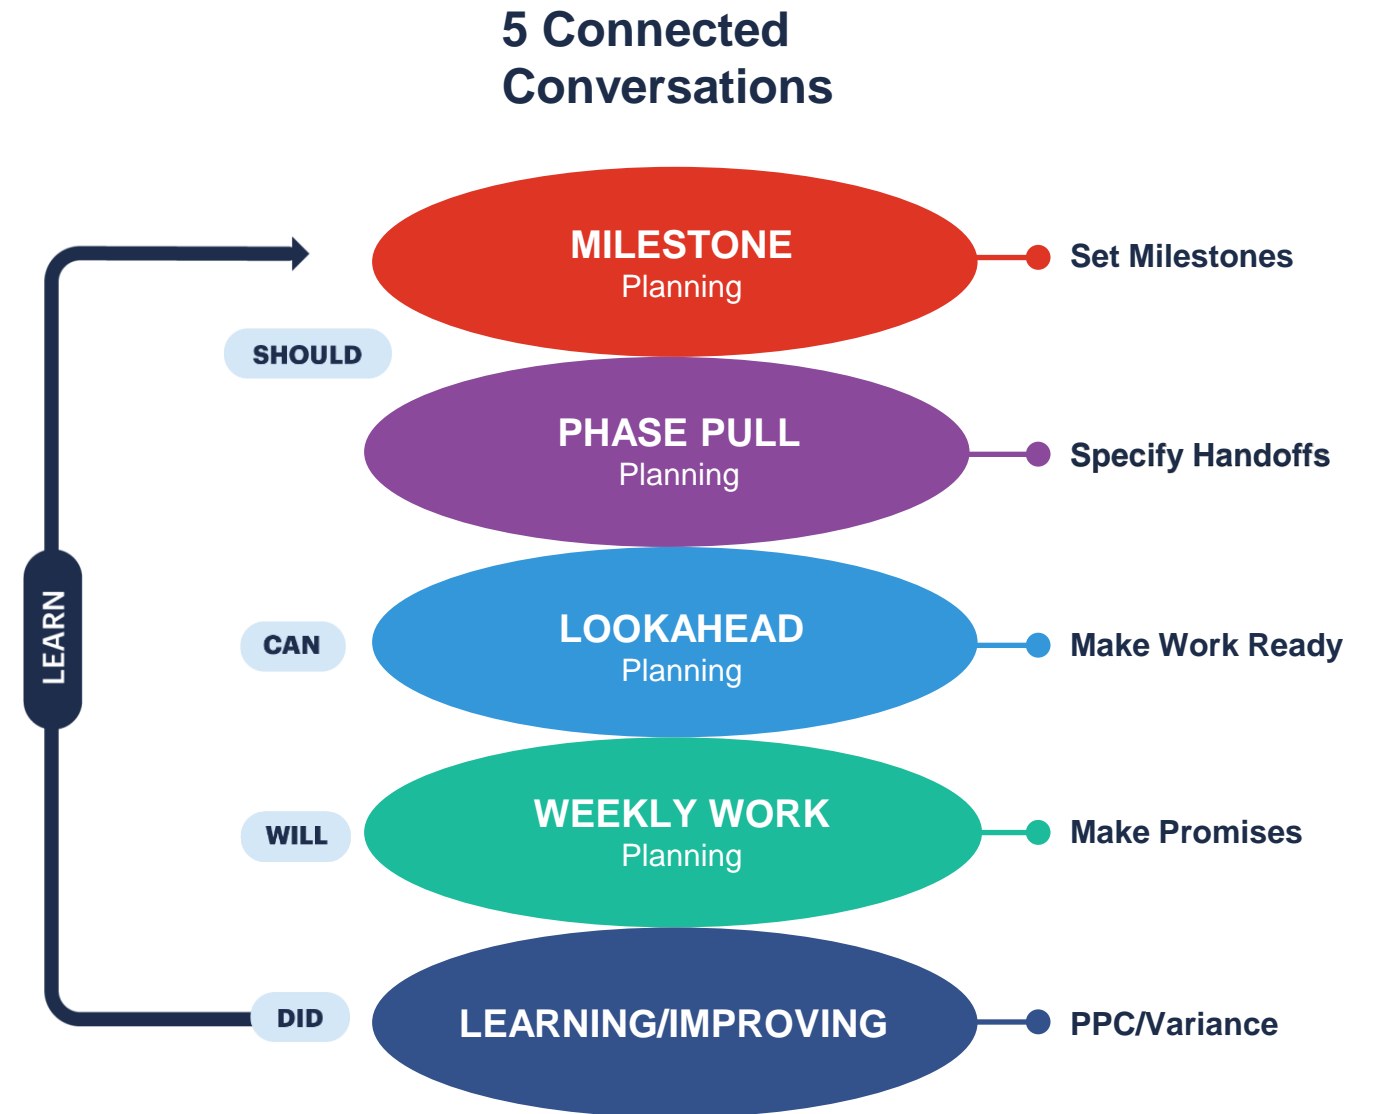 5 Connected
Conversations
MILESTONE
Planning
Set Milestones
SHOULD
PHASE PULL
Planning
Specify Handoffs
LEARN
CAN
LOOKAHEAD
Planning
Make Work Ready
WILL
WEEKLY WORK
Planning
Make Promises
DID
LEARNING/IMPROVING
PPC/Variance